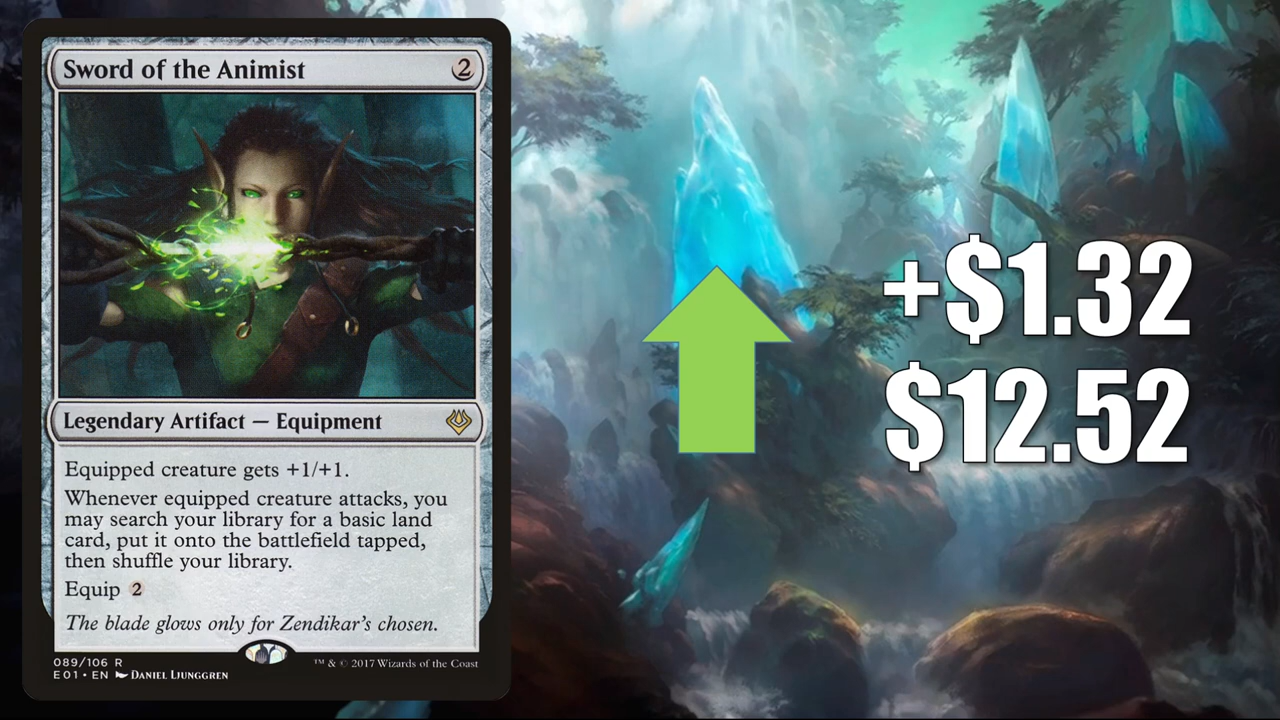 Sword of the Animist 2
Legendary Artifact — Equipment
Equipped creature gets +1/+1.
Whenever equipped creature attacks, you
may search your library for a basic land
card, put it onto the battlefield tapped,
then shuffle your library.
Equip 2
The blade glows only for Zendikar's chosen.
089/106 R
E01 • EN DANIEL LJUNGGREN
™ & © 2017 Wizards of the Coast
+$1.32
$12.52